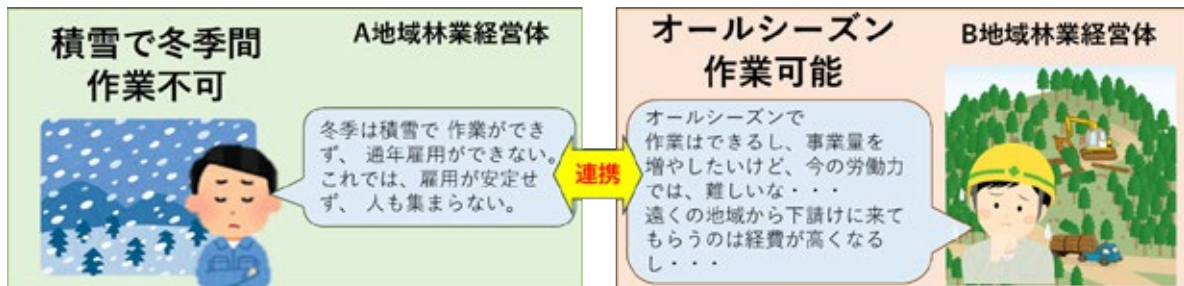 積雪で冬季間
作業不可
A地域林業経営体
冬季は積雪で 作業ができ
ず、 通年雇用ができない。
これでは、雇用が安定せ
ず、 人も集まらない。
連携
オールシーズン
作業可能
B地域林業経営体
オールシーズンで
作業はできるし、事業量を
増やしたいけど、今の労働力
では、難しいな・・・
遠くの地域から下請けに来て
もらうのは経費が高くなる
し・・・